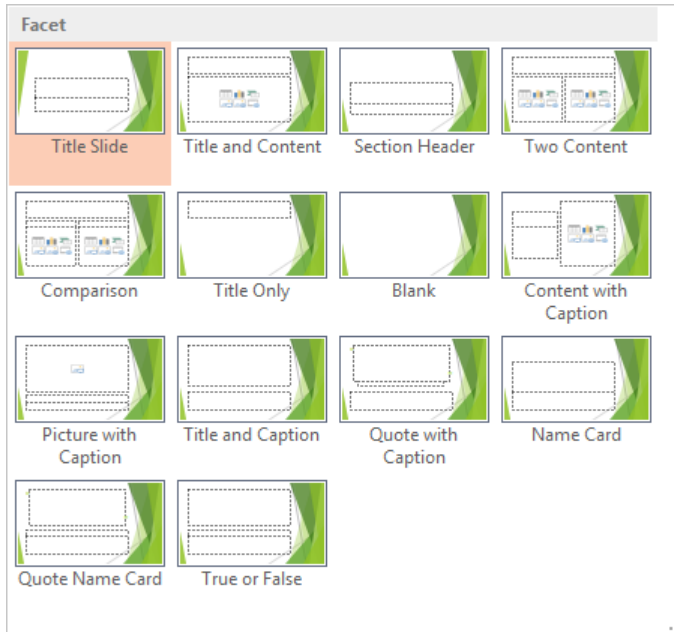 Facet
Title Slide
Title and Content
Section Header
Two Content
Comparison
Title Only
Blank
Content with
Caption
Picture with
Caption
Title and Caption
Quote with
Caption
Name Card
Quote Name Card
True or False